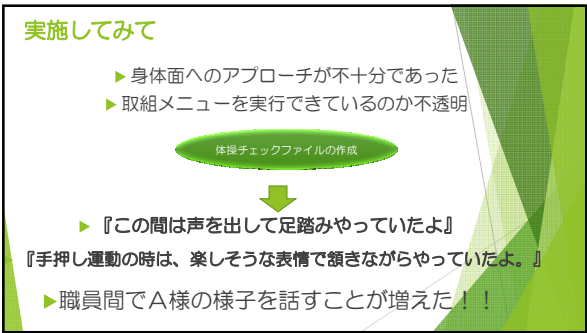 実施してみて
身体面へのアプローチが不十分であった
取組メニューを実行できているのか不透明
体操チェックファイルの作成
『この間は声を出して足踏みやっていたよ』
『手押し運動の時は、楽しそうな表情で頷きながらやっていたよ。』
職員間でA様の様子を話すことが増えた！！